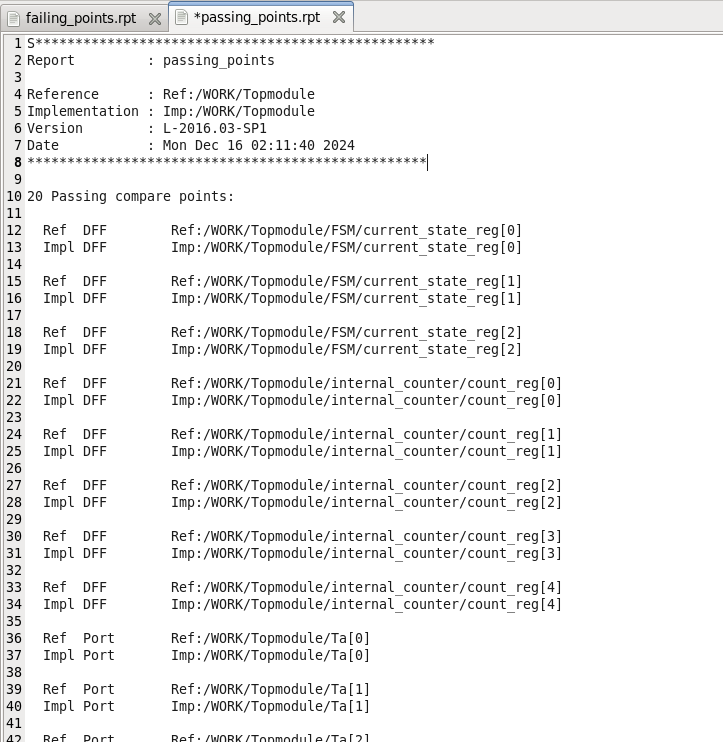 failing_points.rpt
*passing_points.rpt
1 S**************************************************
2 Report         : passing_points
3
4 Reference      : Ref:/WORK/Topmodule
5 Implementation : Imp:/WORK/Topmodule
6 Version        : L-2016.03-SP1
7 Date           : Mon Dec 16 02:11:40 2024
8 **************************************************
9
10 20 Passing compare points:
11
12   Ref  DFF        Ref:/WORK/Topmodule/FSM/current_state_reg[0]
13   Impl DFF        Imp:/WORK/Topmodule/FSM/current_state_reg[0]
14
15   Ref  DFF        Ref:/WORK/Topmodule/FSM/current_state_reg[1]
16   Impl DFF        Imp:/WORK/Topmodule/FSM/current_state_reg[1]
17
18   Ref  DFF        Ref:/WORK/Topmodule/FSM/current_state_reg[2]
19   Impl DFF        Imp:/WORK/Topmodule/FSM/current_state_reg[2]
20
21   Ref  DFF        Ref:/WORK/Topmodule/internal_counter/count_reg[0]
22   Impl DFF        Imp:/WORK/Topmodule/internal_counter/count_reg[0]
23
24   Ref  DFF        Ref:/WORK/Topmodule/internal_counter/count_reg[1]
25   Impl DFF        Imp:/WORK/Topmodule/internal_counter/count_reg[1]
26
27   Ref  DFF        Ref:/WORK/Topmodule/internal_counter/count_reg[2]
28   Impl DFF        Imp:/WORK/Topmodule/internal_counter/count_reg[2]
29
30   Ref  DFF        Ref:/WORK/Topmodule/internal_counter/count_reg[3]
31   Impl DFF        Imp:/WORK/Topmodule/internal_counter/count_reg[3]
32
33   Ref  DFF        Ref:/WORK/Topmodule/internal_counter/count_reg[4]
34   Impl DFF        Imp:/WORK/Topmodule/internal_counter/count_reg[4]
35
36   Ref  Port       Ref:/WORK/Topmodule/Ta[0]
37   Impl Port       Imp:/WORK/Topmodule/Ta[0]
38
39   Ref  Port       Ref:/WORK/Topmodule/Ta[1]
40   Impl Port       Imp:/WORK/Topmodule/Ta[1]
41
42   Ref  Port       Ref:/WORK/Topmodule/Ta[2]